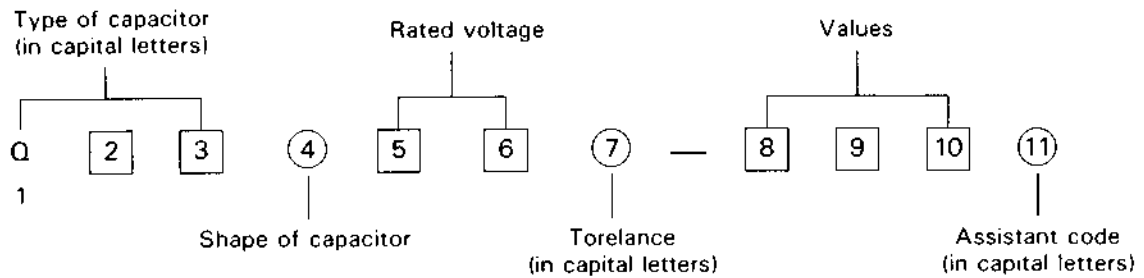 Type of capacitor
(in capital letters)
Rated voltage
Values
Q 2 3 4 5 6 7 — 8 9 10 11
1
Shape of capacitor
Torelance
(in capital letters)
Assistant code
(in capital letters)